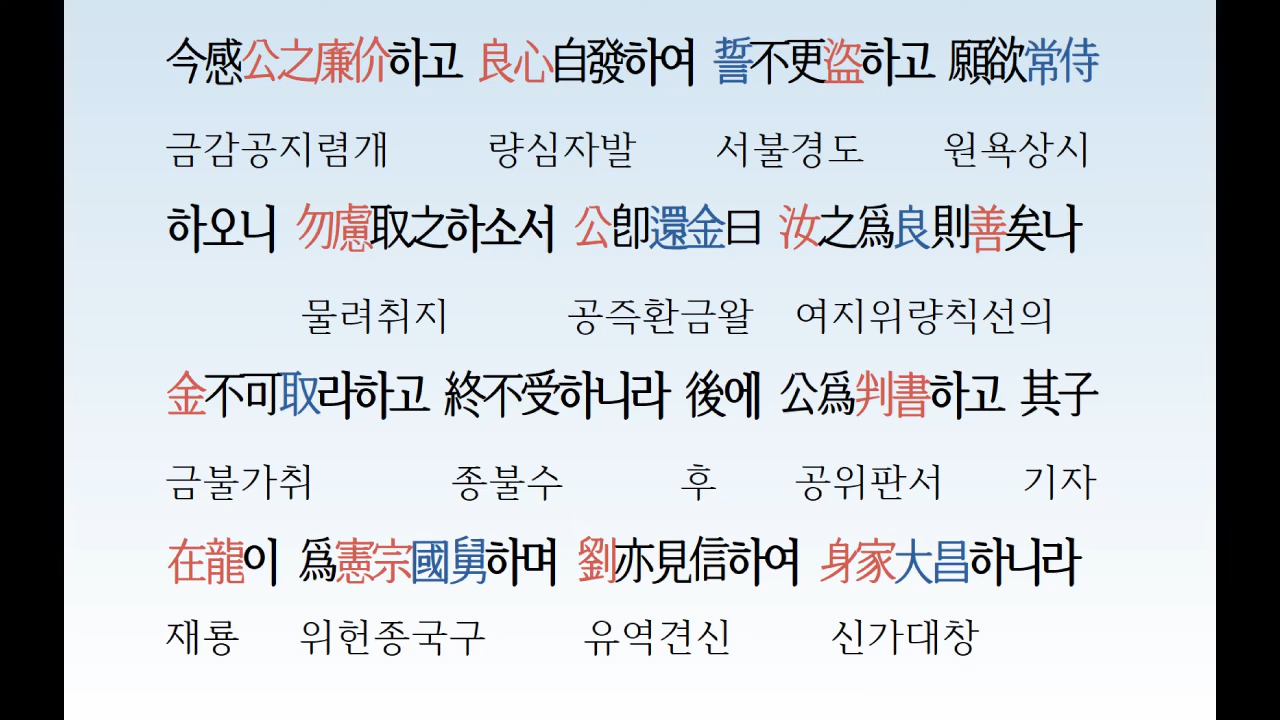 今感公之廉价하고 良心自發하여 誓不更盜하고 願欲常侍
금감공지렴개 량심자발 서불경도 원욕상시
하오니 勿慮取之하소서 公卽還金曰 汝之爲良則善矣나
물려취지 공즉환금왈 여지위량칙선의
金不可取라하고 終不受하니라 後에 公爲判書하고 其子
금불가취 종불수 후 공위판서 기자
在龍이 爲憲宗國舅하며 劉亦見信하여 身家大昌하니라
재룡 위헌종국구 유역견신 신가대창